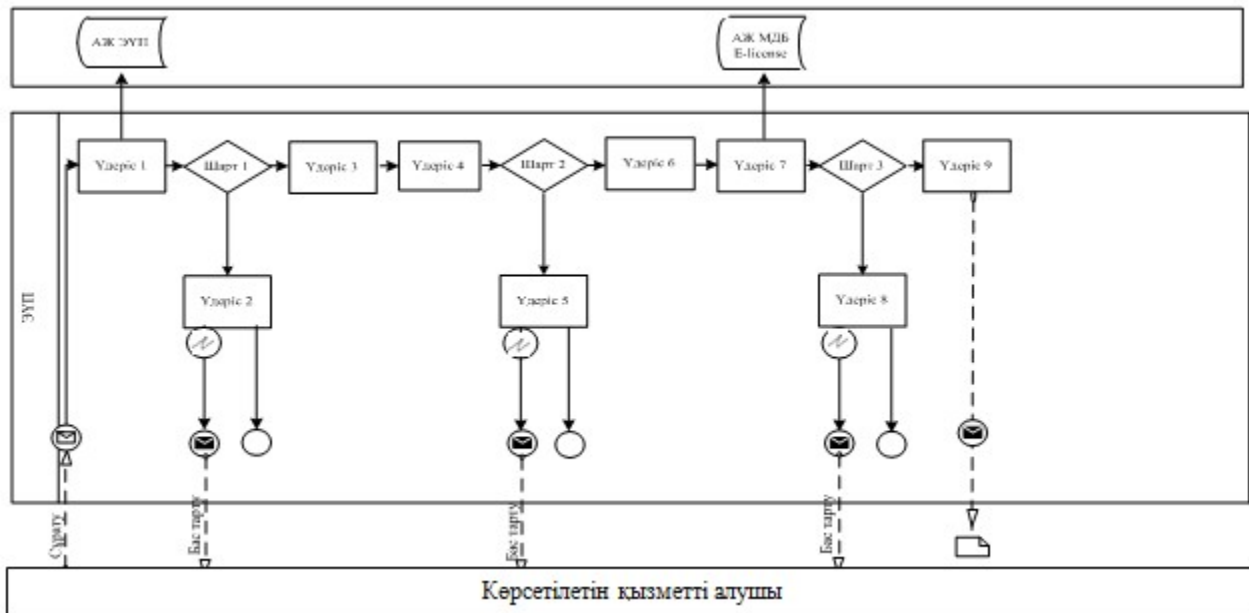 АЖ ЭҮП
АЖ МДБ
E-license
Үдеріс 1
Шарт 1
Үдеріс 3
Үдеріс 4
Шарт 2
Үдеріс 6
Үдеріс 7
Шарт 3
Үдеріс 9
Үдеріс 2
Үдеріс 5
Үдеріс 8
ЭҮП
Сұрату
Бас тарту
Бас тарту
Бас тарту
Көрсетілетін қызметті алушы